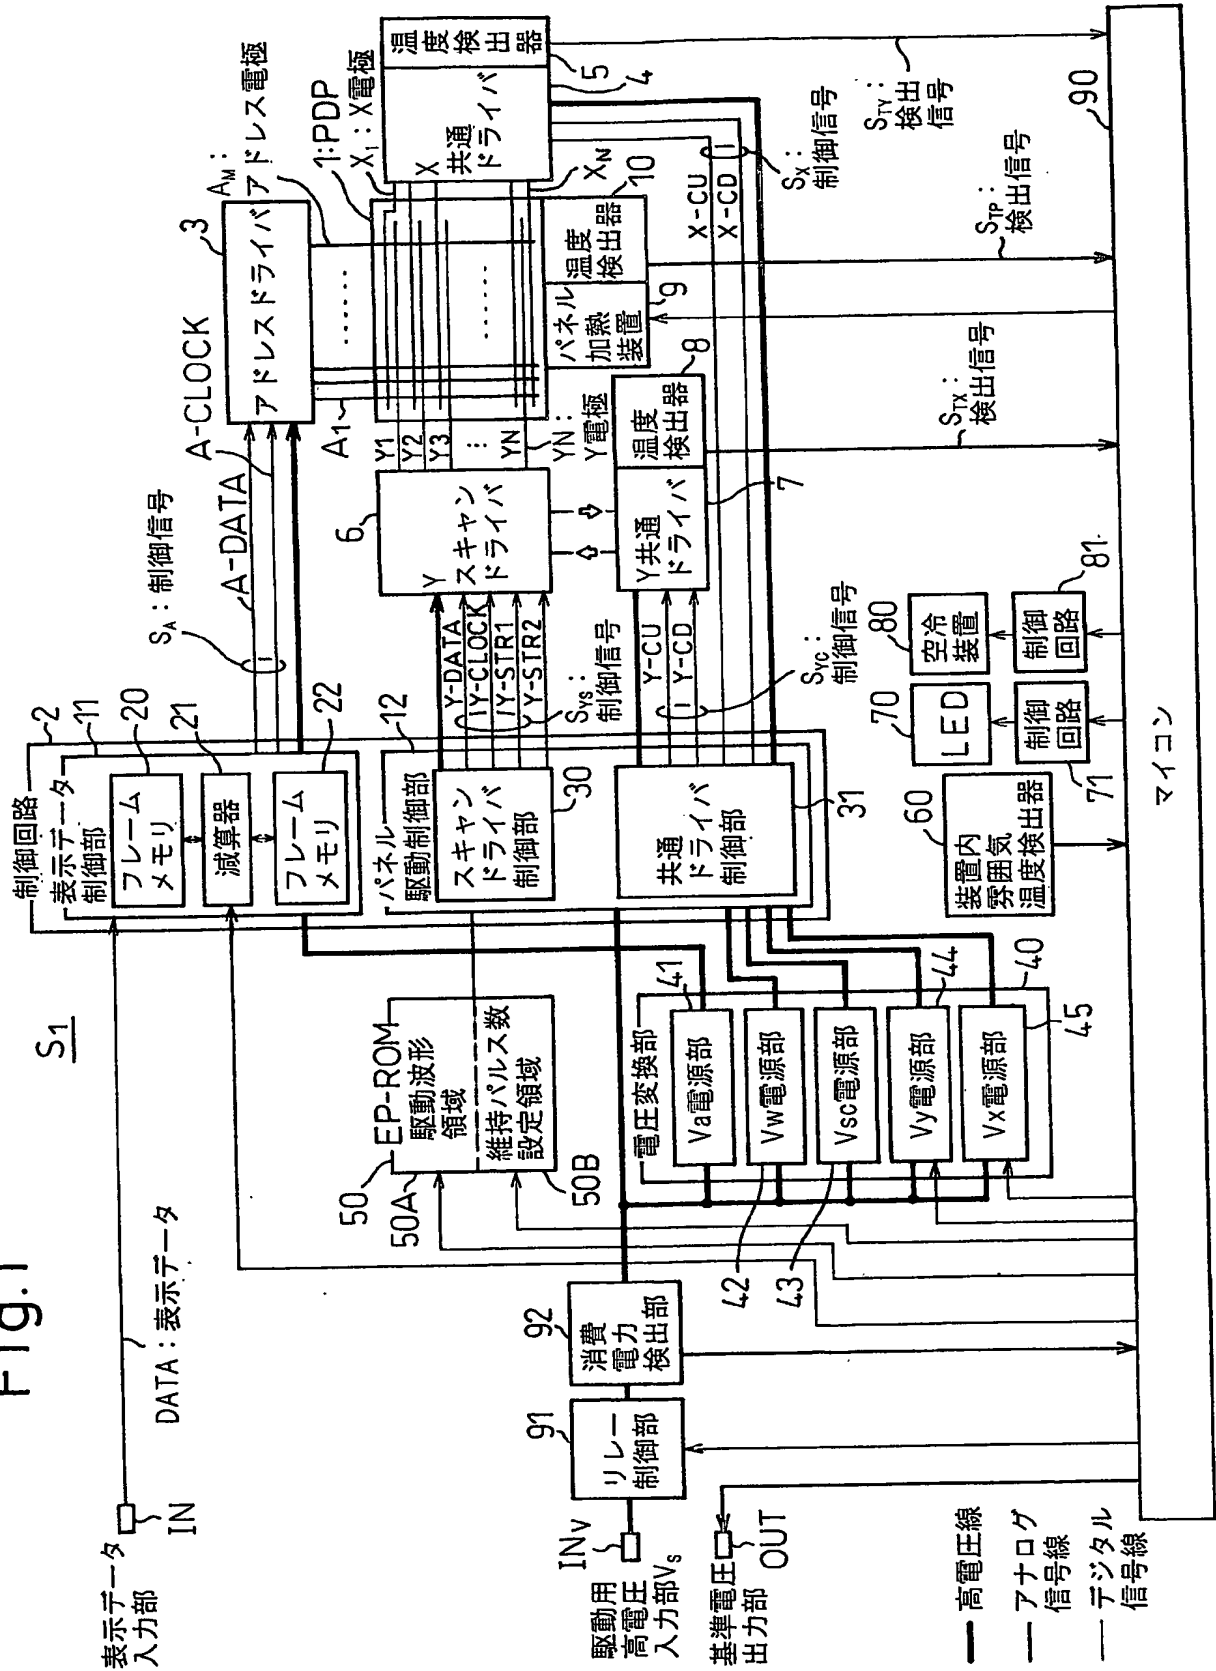 Fig.1
S1
表示データ
入力部
IN
DATA：表示データ
制御回路
2
表示データ
制御部
11
フレーム
メモリ
20
減算器
21
フレーム
メモリ
22
SA：制御信号
A-DATA
A-CLOCK
3
アドレスドライバ
AM：
アドレス電極
A1
1:PDP
X1：X電極
X
共通
ドライバ
温度検出器
5
4
XN
Y1
Y2
Y3
YN
YN：
Y電極
パネル
加熱
装置
9
温度
検出器
10
6
Y
スキャン
ドライバ
Y-DATA
Y-CLOCK
Y-STR1
Y-STR2
SYS：
制御信号
Y共通
ドライバ
7
温度
検出器
8
Y-CU
Y-CD
SYC：
制御信号
X-CU
X-CD
SX：
制御信号
STY：
検出
信号
STP：
検出信号
STX：
検出信号
パネル
駆動制御部
12
スキャン
ドライバ
制御部
30
共通
ドライバ
制御部
31
50
EP-ROM
駆動波形
領域
50A
維持パルス数
設定領域
50B
電圧変換部
40
Va電源部
41
Vw電源部
42
Vsc電源部
43
Vy電源部
44
Vx電源部
45
装置内
雰囲気
温度検出器
60
LED
70
制御
回路
71
空冷
装置
80
制御
回路
81
90
マイコン
消費
電力
検出部
92
リレー
制御部
91
INV
駆動用
高電圧
入力部VS
基準電圧
出力部
OUT
高電圧線
アナログ
信号線
デジタル
信号線